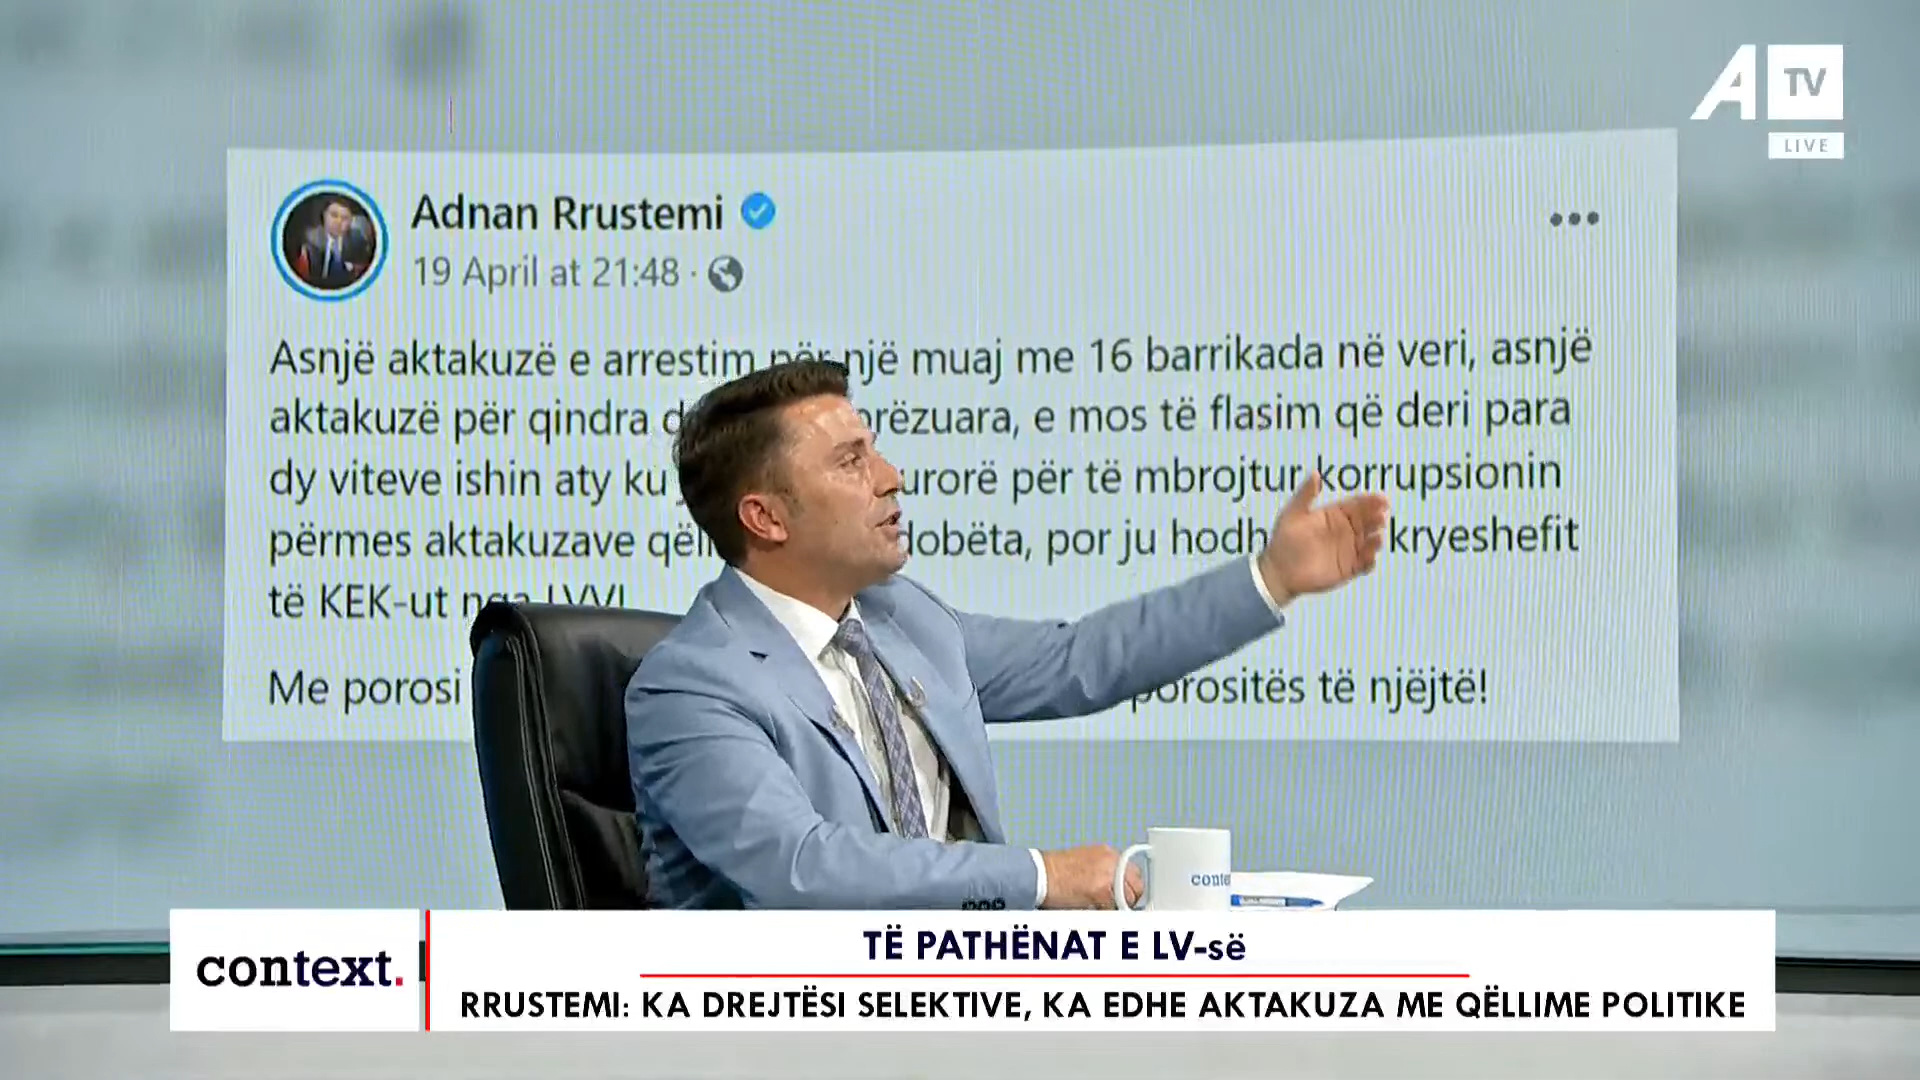 A TV
LIVE
Adnan Rrustemi
19 April at 21:48 ·
Asnjë aktakuzë e arrestim për një muaj me 16 barrikada në veri, asnjë
aktakuzë për qindra rëzuara, e mos të flasim që deri para
dy viteve ishin aty ku urorë për të mbrojtur korrupsionin
përmes aktakuzave dobëta, por ju hodh kryeshefit
të KEK-ut nga LVV!
Me porosi porositës të njëjtë!
conte
context.
TË PATHËNAT E LV-së
RRUSTEMI: KA DREJTËSI SELEKTIVE, KA EDHE AKTAKUZA ME QËLLIME POLITIKE